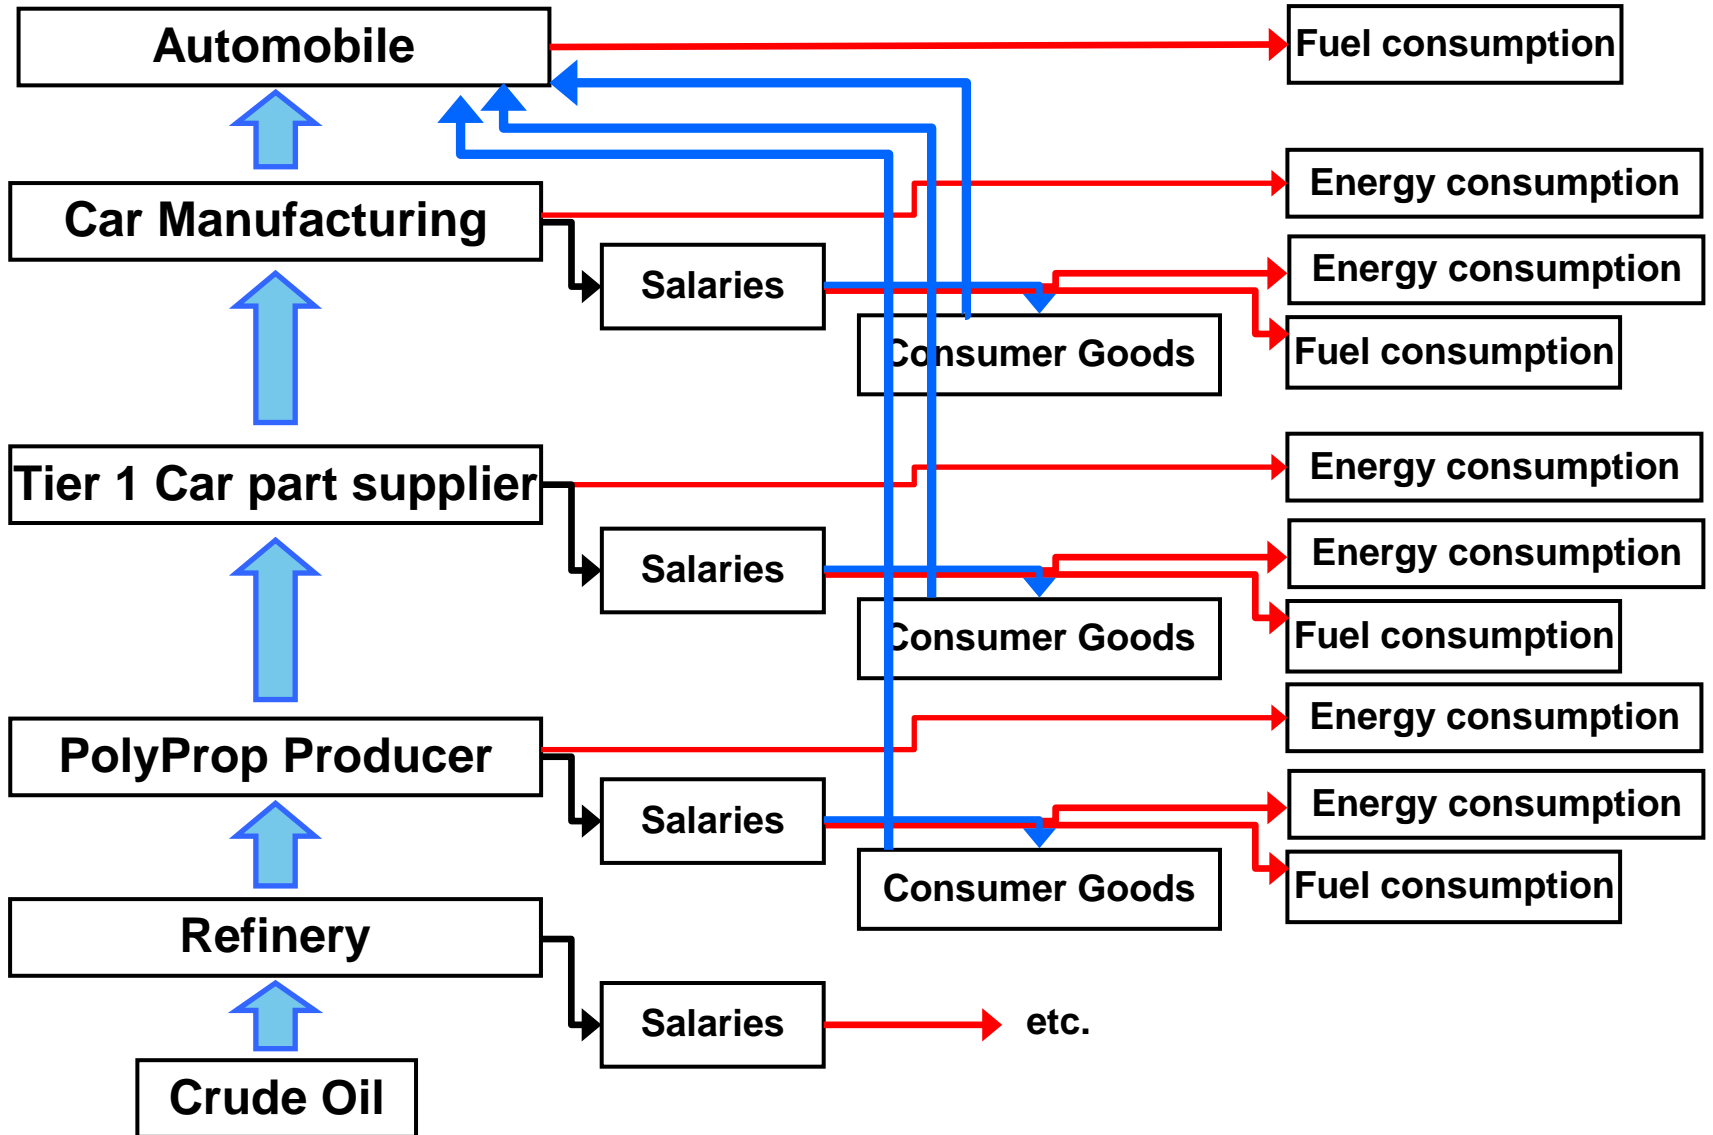 Automobile
Fuel consumption
Energy consumption
Car Manufacturing
Energy consumption
Salaries
Fuel consumption
Consumer Goods
Energy consumption
Tier 1 Car part supplier
Energy consumption
Salaries
Fuel consumption
Consumer Goods
Energy consumption
PolyProp Producer
Energy consumption
Salaries
Fuel consumption
Consumer Goods
Refinery
Salaries
etc.
Crude Oil